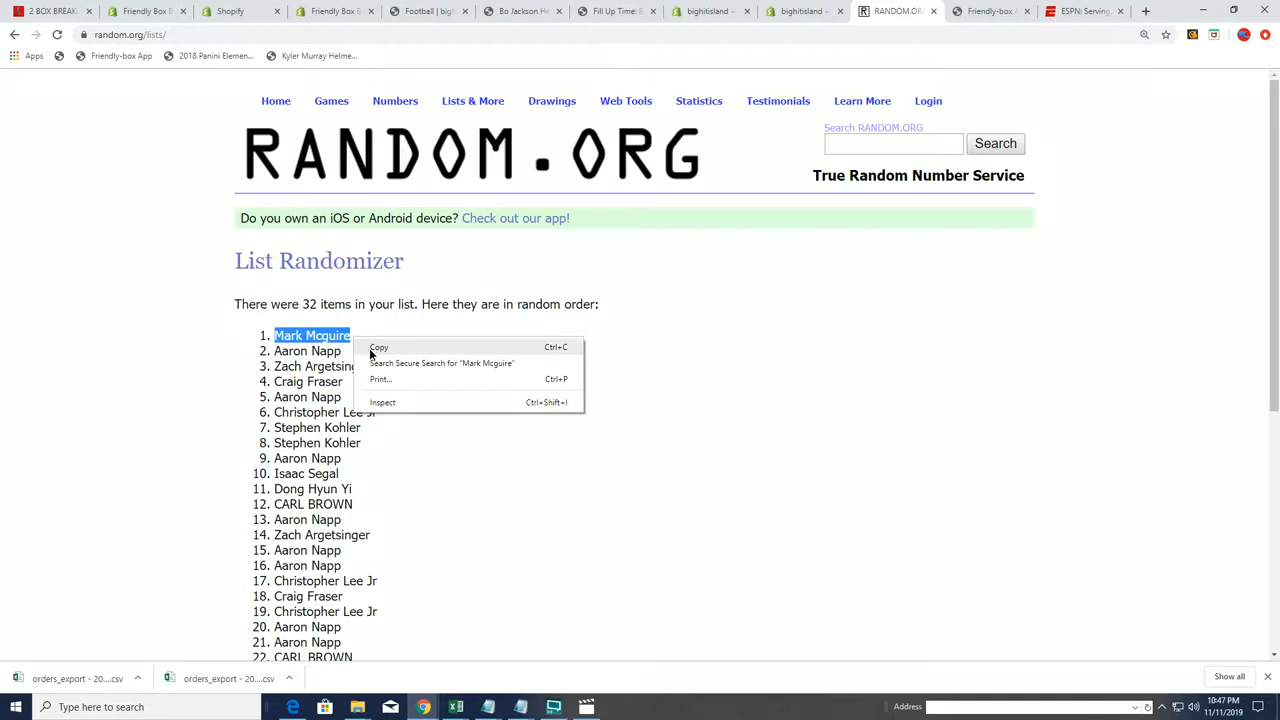 2 BOX BREAK
Friendly Box B
Shopify
Friendly Box B
Football | bigh
Bo Jackson H
Fill Up Time: B
bighitisland –
bighitisland –
RANDOM.ORG
Friendly-box A
ESPN: Serving
random.org/lists/
Apps
Friendly-box App
2018 Panini Elemen...
Kyler Murray Helme...
Home
Games
Numbers
Lists & More
Drawings
Web Tools
Statistics
Testimonials
Learn More
Login
RANDOM.ORG
Search RANDOM.ORG
Search
True Random Number Service
Do you own an iOS or Android device? Check out our app!
List Randomizer
There were 32 items in your list. Here they are in random order:
1. Mark Mcguire
2. Aaron Napp
3. Zach Argetsing
4. Craig Fraser
5. Aaron Napp
6. Christopher Lee Jr
7. Stephen Kohler
8. Stephen Kohler
9. Aaron Napp
10. Isaac Segal
11. Dong Hyun Yi
12. CARL BROWN
13. Aaron Napp
14. Zach Argetsinger
15. Aaron Napp
16. Aaron Napp
17. Christopher Lee Jr
18. Craig Fraser
19. Christopher Lee Jr
20. Aaron Napp
21. Aaron Napp
22. CARL BROWN
Copy Ctrl+C
Search Secure Search for "Mark Mcguire"
Print... Ctrl+P
Inspect Ctrl+Shift+I
orders_export - 20....csv
orders_export - 20....csv
Show all
Type here to search
Address
10:47 PM
11/11/2019